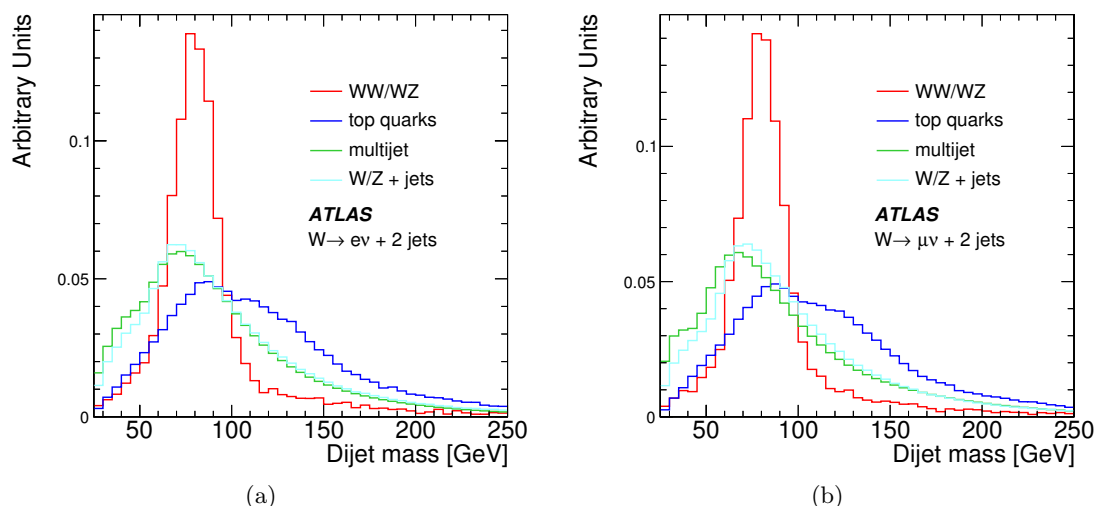 Arbitrary Units
0.1
0.05
0
WW/WZ
top quarks
multijet
W/Z + jets
ATLAS
W→ eν + 2 jets
50 100 150 200 250
Dijet mass [GeV]
(a)
Arbitrary Units
0.1
0.05
0
WW/WZ
top quarks
multijet
W/Z + jets
ATLAS
W→ μν + 2 jets
50 100 150 200 250
Dijet mass [GeV]
(b)